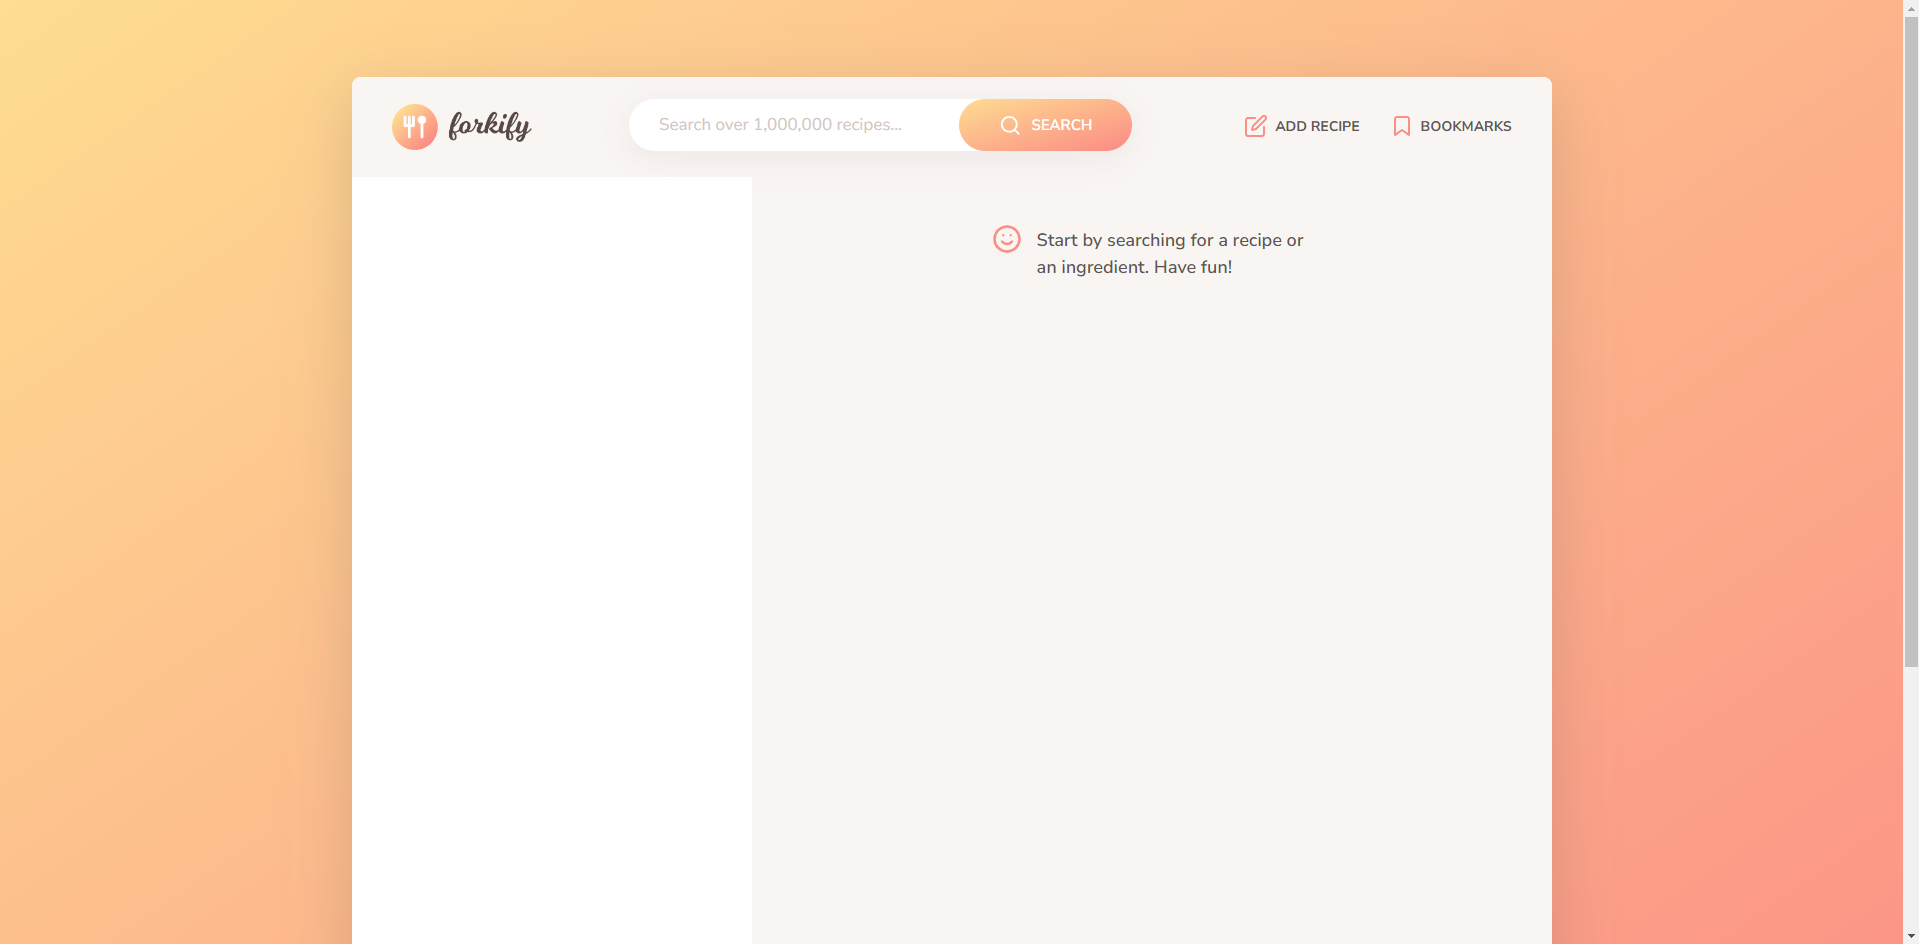 forkify
Search over 1,000,000 recipes...
SEARCH
ADD RECIPE
BOOKMARKS
Start by searching for a recipe or
an ingredient. Have fun!